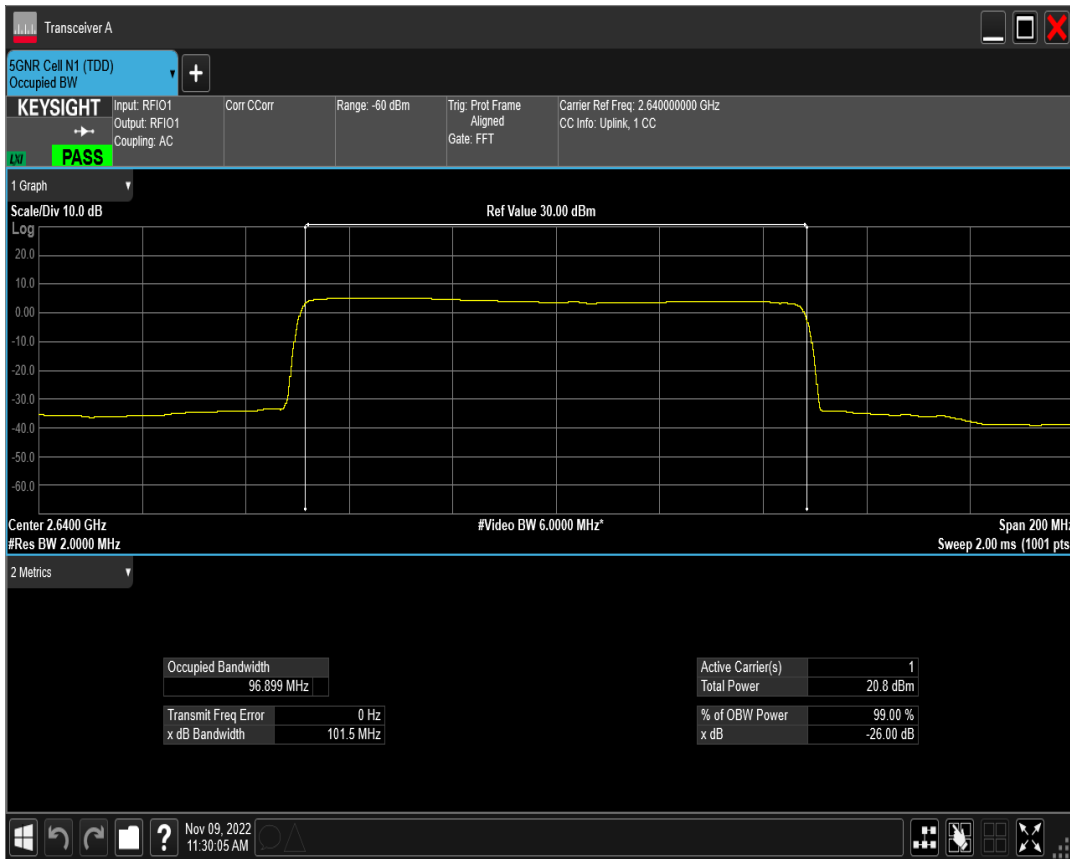 Transceiver A
5GNR Cell N1 (TDD)
Occupied BW
+
KEYSIGHT
LXI
PASS
Input: RFIO1
Output: RFIO1
Coupling: AC
Corr CCorr
Range: -60 dBm
Trig: Prot Frame
Aligned
Gate: FFT
Carrier Ref Freq: 2.640000000 GHz
CC Info: Uplink, 1 CC
1 Graph
Scale/Div 10.0 dB
Ref Value 30.00 dBm
Log
20.0
10.0
0.00
-10.0
-20.0
-30.0
-40.0
-50.0
-60.0
Center 2.6400 GHz
#Video BW 6.0000 MHz*
Span 200 MHz
#Res BW 2.0000 MHz
Sweep 2.00 ms (1001 pts
2 Metrics
Occupied Bandwidth
96.899 MHz
Transmit Freq Error 0 Hz
x dB Bandwidth 101.5 MHz
Active Carrier(s) 1
Total Power 20.8 dBm
% of OBW Power 99.00 %
x dB -26.00 dB
?
Nov 09, 2022
11:30:05 AM